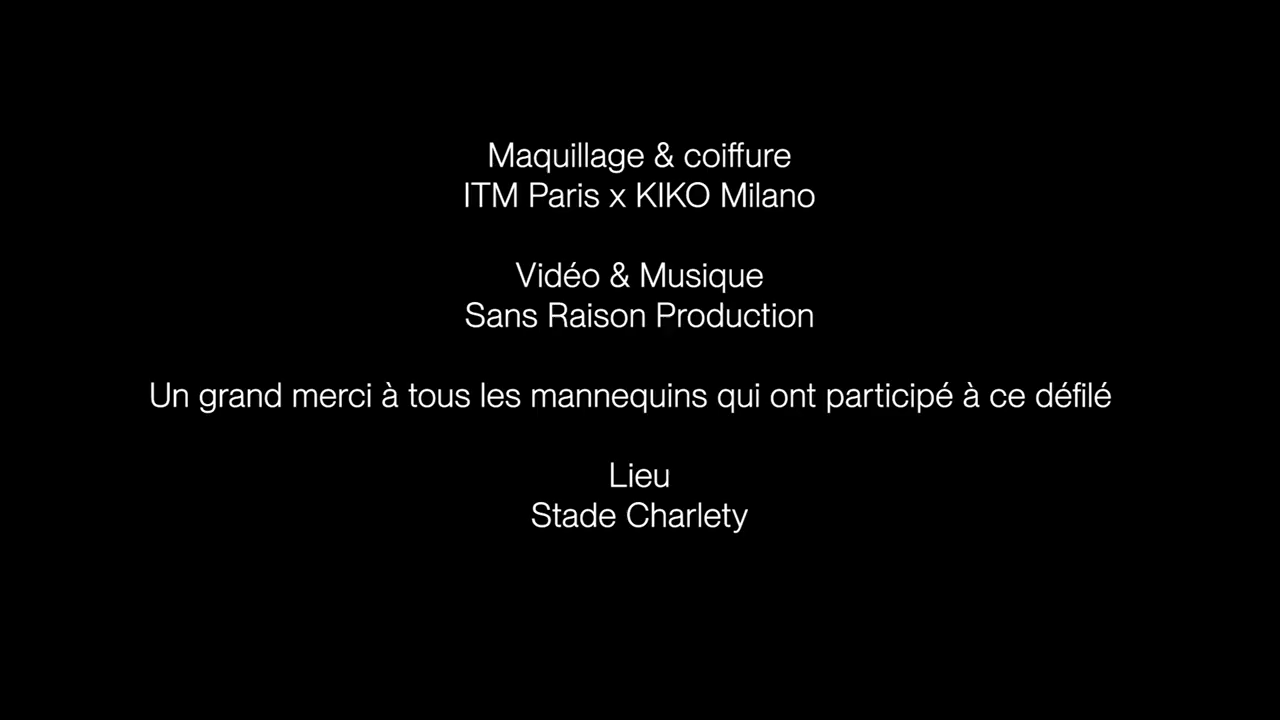 Maquillage & coiffure
ITM Paris x KIKO Milano
Vidéo & Musique
Sans Raison Production
Un grand merci à tous les mannequins qui ont participé à ce défilé
Lieu
Stade Charlety